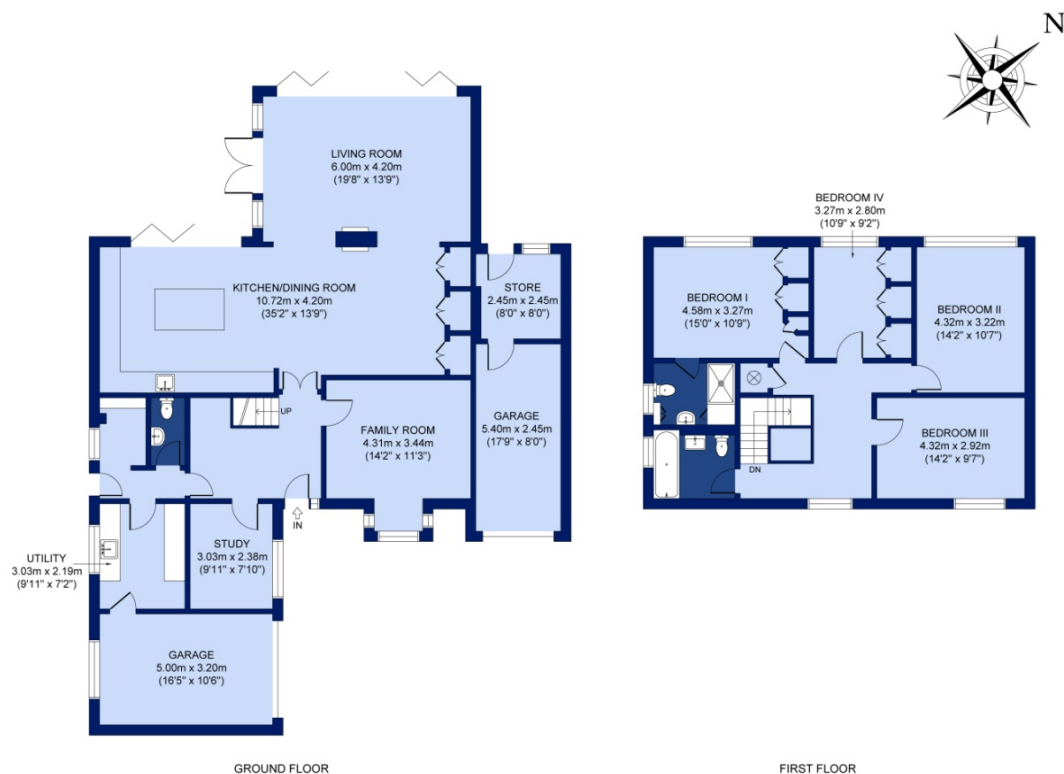 N
LIVING ROOM
6.00m x 4.20m
(19'8" x 13'9")
KITCHEN/DINING ROOM
10.72m x 4.20m
(35'2" x 13'9")
STORE
2.45m x 2.45m
(8'0" x 8'0")
UP
FAMILY ROOM
4.31m x 3.44m
(14'2" x 11'3")
GARAGE
5.40m x 2.45m
(17'9" x 8'0")
IN
UTILITY
3.03m x 2.19m
(9'11" x 7'2")
STUDY
3.03m x 2.38m
(9'11" x 7'10")
GARAGE
5.00m x 3.20m
(16'5" x 10'6")
GROUND FLOOR
BEDROOM IV
3.27m x 2.80m
(10'9" x 9'2")
BEDROOM I
4.58m x 3.27m
(15'0" x 10'9")
BEDROOM II
4.32m x 3.22m
(14'2" x 10'7")
BEDROOM III
4.32m x 2.92m
(14'2" x 9'7")
DN
FIRST FLOOR